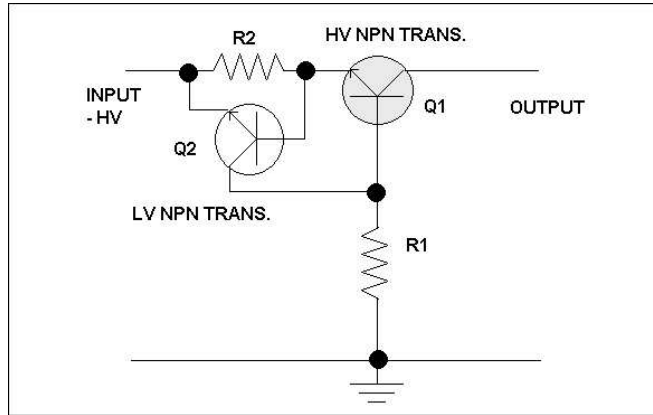 HV NPN TRANS.
R2
INPUT
- HV
Q1
OUTPUT
Q2
LV NPN TRANS.
R1